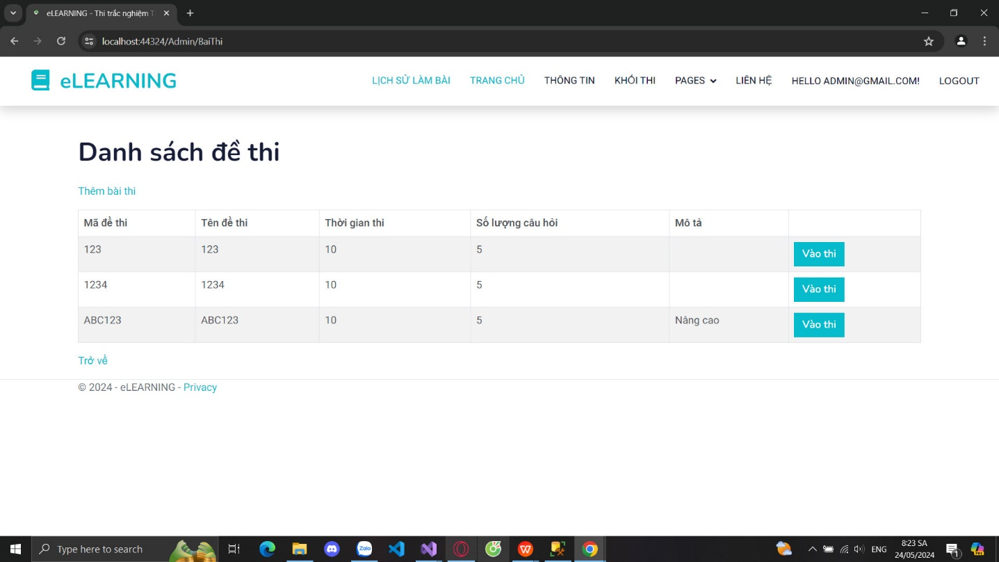 eLEARNING - Thi trắc nghiệm T
localhost:44324/Admin/BaiThi
eLEARNING
LỊCH SỬ LÀM BÀI TRANG CHỦ THÔNG TIN KHỐI THI PAGES LIÊN HỆ HELLO ADMIN@GMAIL.COM! LOGOUT
Danh sách đề thi
Thêm bài thi
Mã đề thi Tên đề thi Thời gian thi Số lượng câu hỏi Mô tả
123 123 10 5 Vào thi
1234 1234 10 5 Vào thi
ABC123 ABC123 10 5 Nâng cao Vào thi
Trở về
© 2024 - eLEARNING - Privacy
Type here to search
Zalo
ENG
8:23 SA
24/05/2024
1
PRE